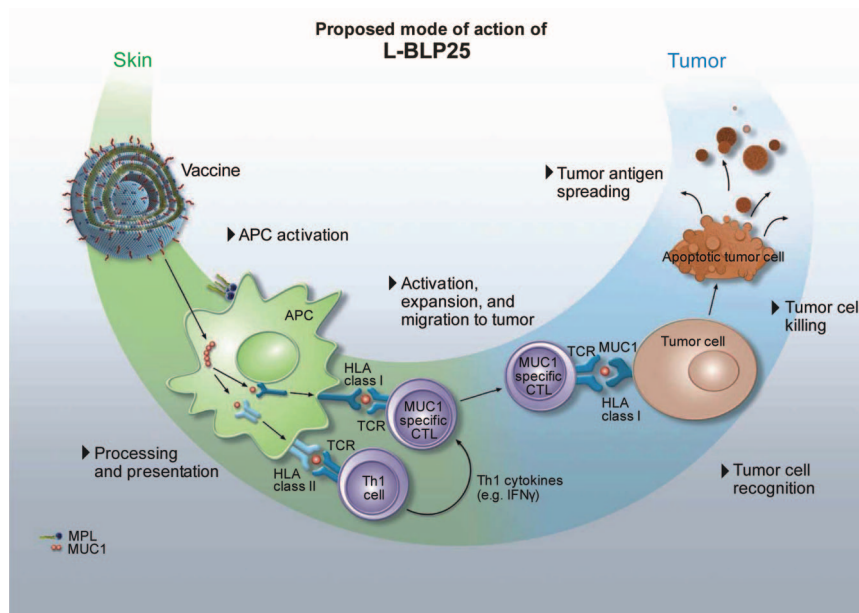 Proposed mode of action of
L-BLP25
Skin
Tumor
Vaccine
Tumor antigen
spreading
APC activation
Apoptotic tumor cell
Activation,
expansion, and
migration to tumor
APC
Tumor cel
killing
HLA
class I
TCR
MUC1
specific
CTL
MUC1
specific
CTL
TCR
MUC1
HLA
class I
Tumor cell
Processing
and presentation
TCR
HLA
class II
Th1
cell
Th1 cytokines
(e.g. IFNγ)
Tumor cell
recognition
MPL
MUC1